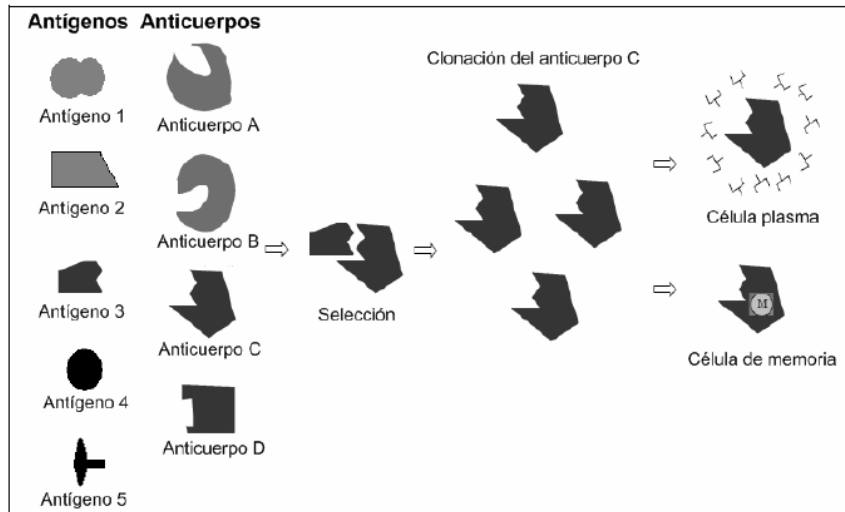 Antígenos Anticuerpos
Antígeno 1
Antígeno 2
Antígeno 3
Antígeno 4
Antígeno 5
Anticuerpo A
Anticuerpo B
Anticuerpo C
Anticuerpo D
Selección
Clonación del anticuerpo C
Célula plasma
M
Célula de memoria